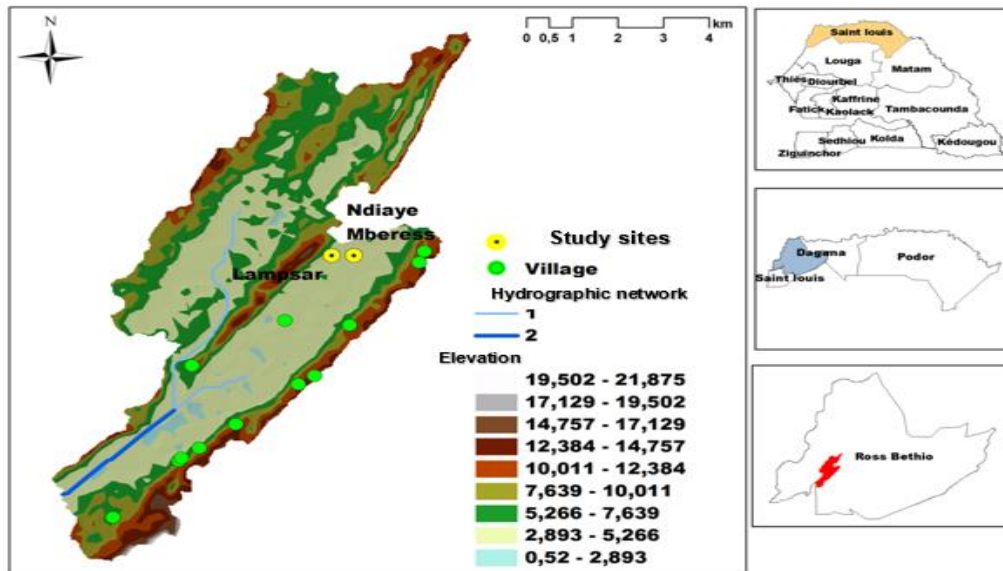 N
km
0 0,5 1 2 3 4
Ndiaye
Mberess
Lampsar
Study sites
Village
Hydrographic network
1
2
Elevation
19,502 - 21,875
17,129 - 19,502
14,757 - 17,129
12,384 - 14,757
10,011 - 12,384
7,639 - 10,011
5,266 - 7,639
2,893 - 5,266
0,52 - 2,893
Saint louis
Louga
Matam
Thiés
Diourbel
Kaffrine
Fatick
Kaolack
Tambacounda
Sedhiou
Kolda
Kédougou
Ziguinchor
Dagana
Podor
Saint louis
Ross Bethio